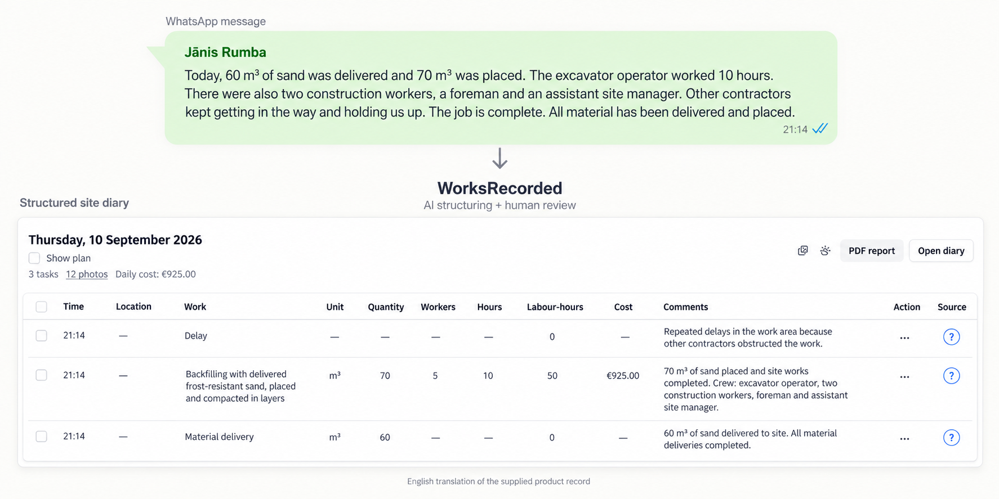 WhatsApp message
Jānis Rumba
Today, 60 m³ of sand was delivered and 70 m³ was placed. The excavator operator worked 10 hours.
There were also two construction workers, a foreman and an assistant site manager. Other contractors
kept getting in the way and holding us up. The job is complete. All material has been delivered and placed.
21:14
WorksRecorded
AI structuring + human review
Structured site diary
Thursday, 10 September 2026
Show plan
3 tasks 12 photos Daily cost: €925.00
PDF report Open diary
Time Location Work Unit Quantity Workers Hours Labour-hours Cost Comments Action Source
21:14 — Delay — — — — 0 — Repeated delays in the work area because
other contractors obstructed the work.
... ?
21:14 — Backfilling with delivered
frost-resistant sand, placed
and compacted in layers
m³ 70 5 10 50 €925.00
70 m³ of sand placed and site works
completed. Crew: excavator operator, two
construction workers, foreman and assistant
site manager.
... ?
21:14 — Material delivery m³ 60 — — 0 — 60 m³ of sand delivered to site. All material
deliveries completed.
... ?
English translation of the supplied product record